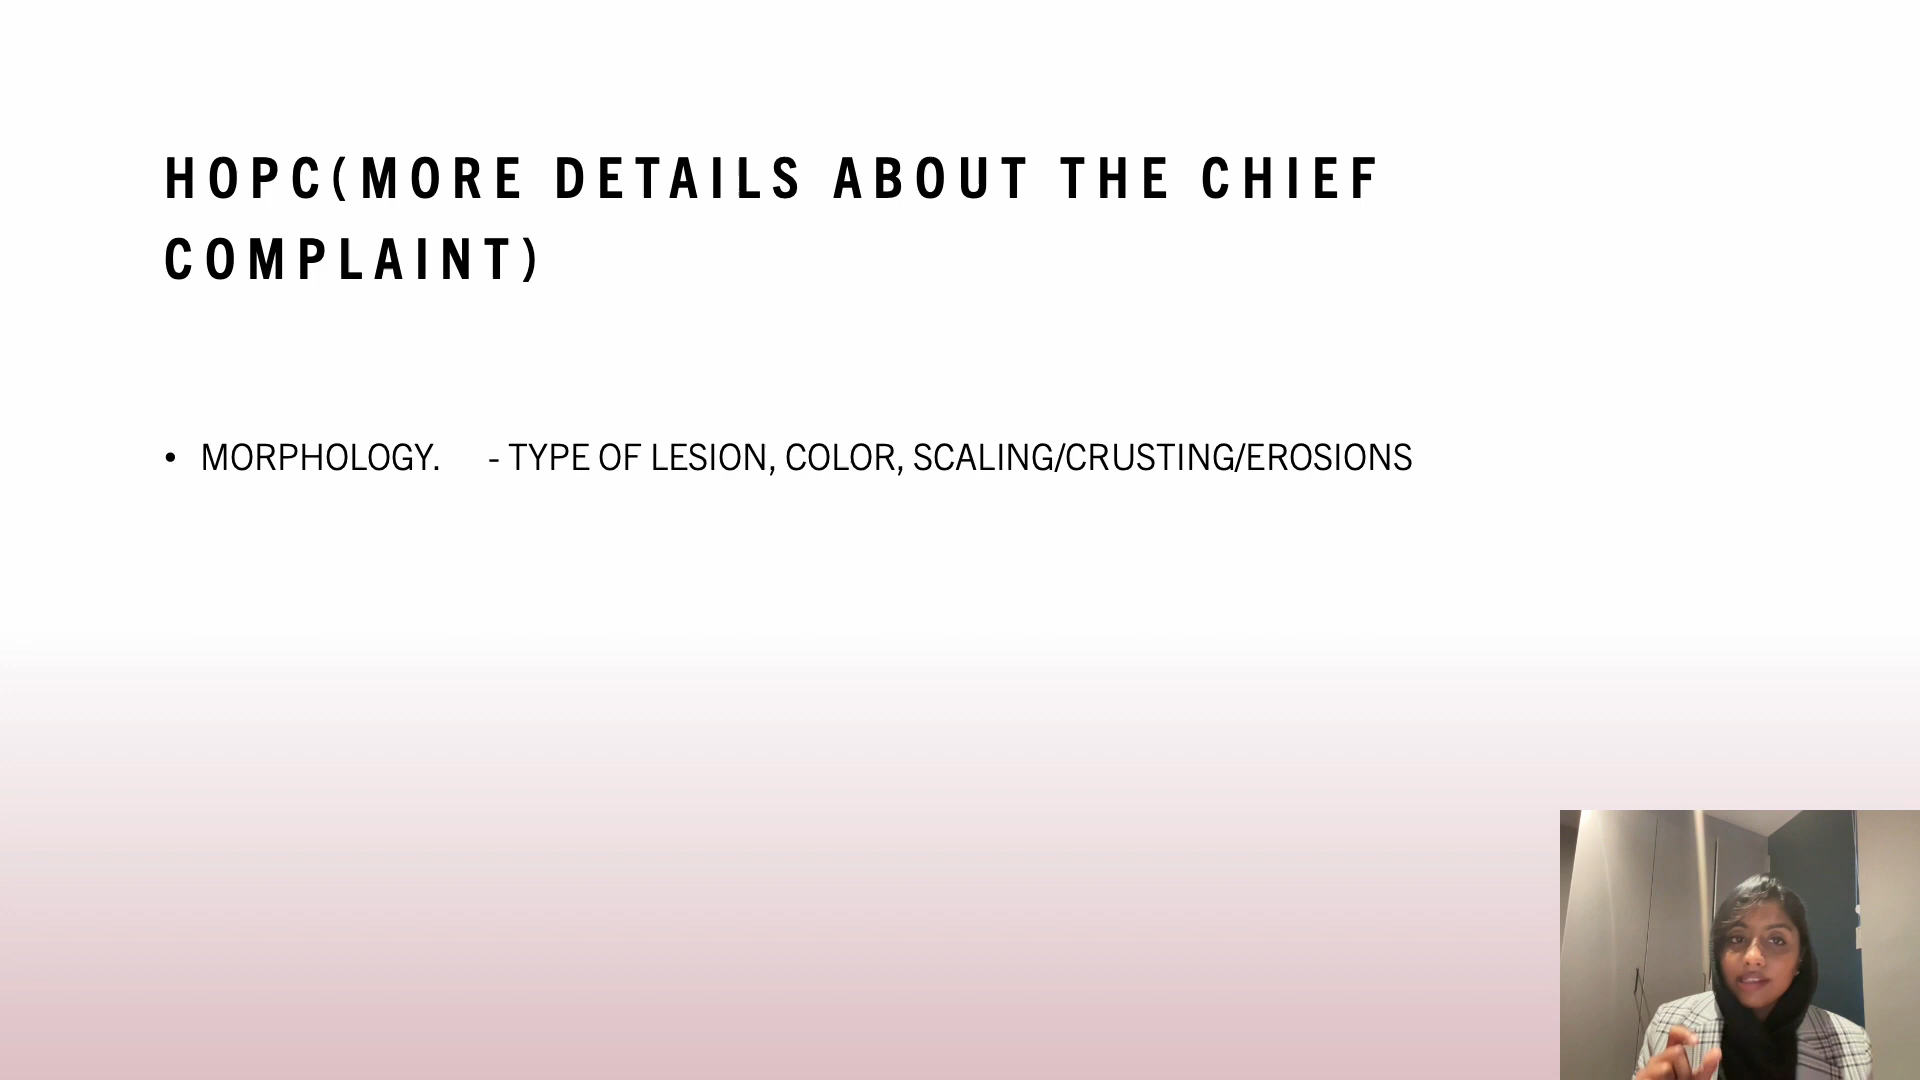 HOPC(MORE DETAILS ABOUT THE CHIEF
COMPLAINT)
• MORPHOLOGY. - TYPE OF LESION, COLOR, SCALING/CRUSTING/EROSIONS